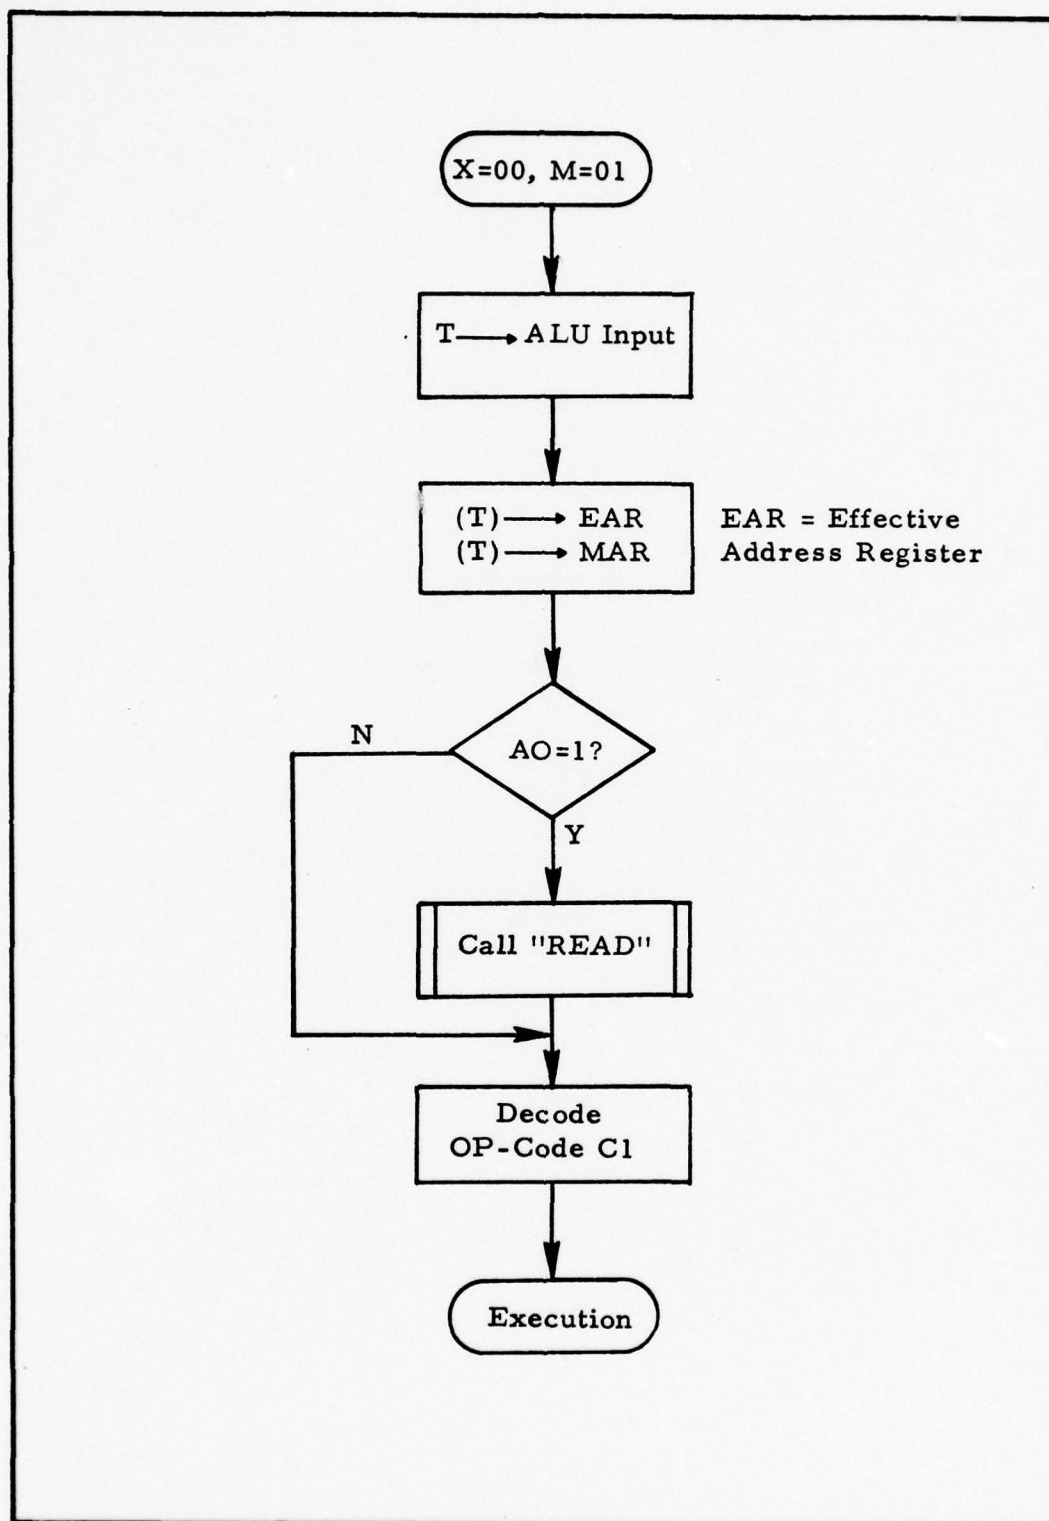 X=00, M=01
T⟶ALU Input
(T)⟶EAR
(T)⟶MAR
EAR = Effective
Address Register
AO=1?
N
Y
Call "READ"
Decode
OP-Code C1
Execution